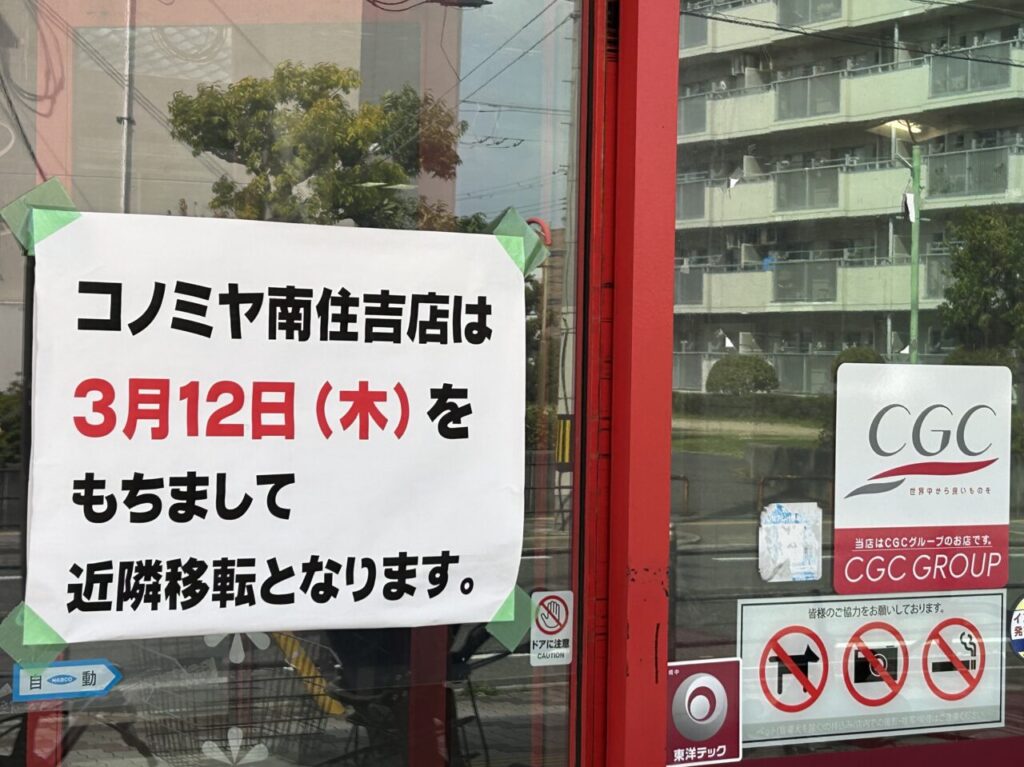 コノミヤ南住吉店は
3月12日（木）を
もちまして
近隣移転となります。
自 NABCO 動
ドアに注意
CAUTION
CGC
世界中から良いものを
当店はCGCグループのお店です。
CGC GROUP
皆様のご協力をお願いしております。
東洋テック